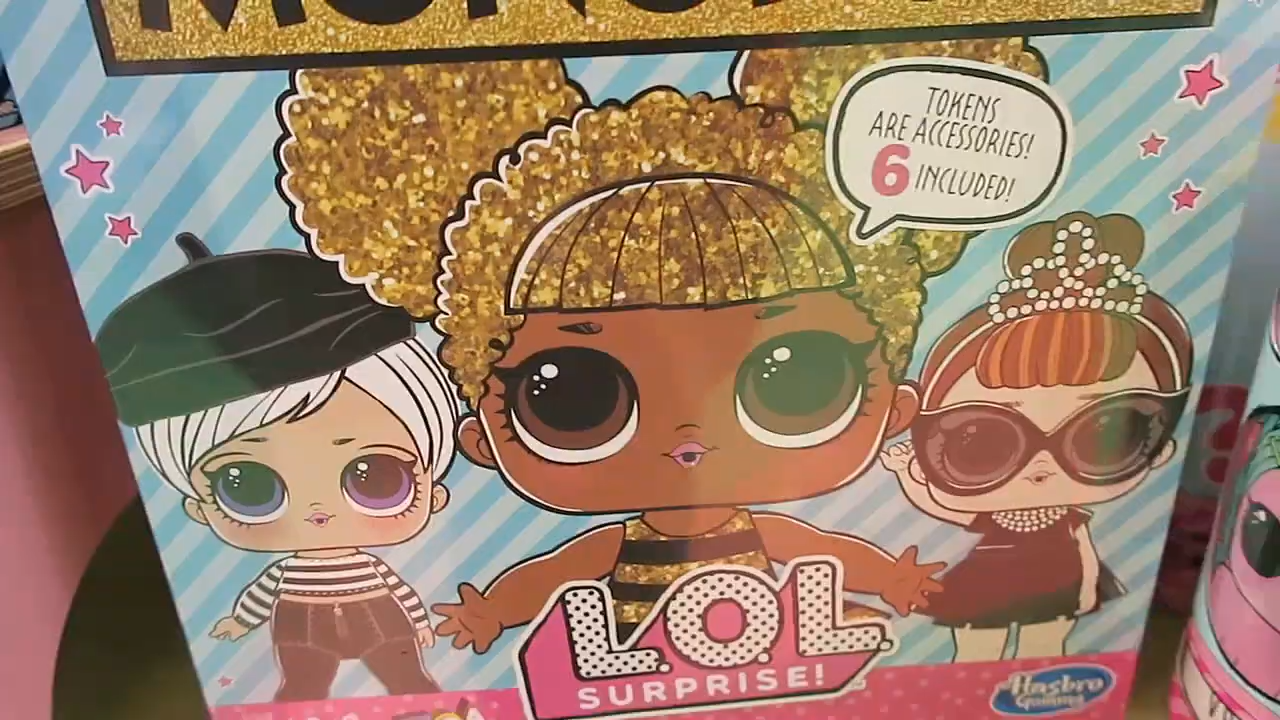 TOKENS
ARE ACCESSORIES!
6 INCLUDED!
L.O.L.
SURPRISE!
Hasbro
Gaming